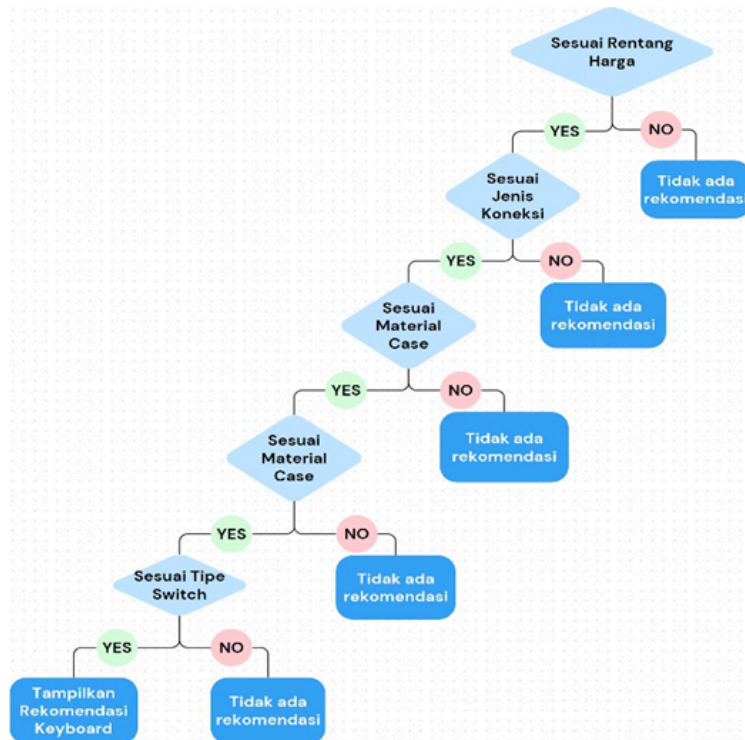 Sesuai Rentang
Harga
YES
NO
Sesuai
Jenis
Koneksi
Tidak ada
rekomendasi
YES
NO
Sesuai
Material
Case
Tidak ada
rekomendasi
YES
NO
Sesuai
Material
Case
Tidak ada
rekomendasi
YES
NO
Sesuai Tipe
Switch
Tidak ada
rekomendasi
YES
NO
Tampilkan
Rekomendasi
Keyboard
Tidak ada
rekomendasi